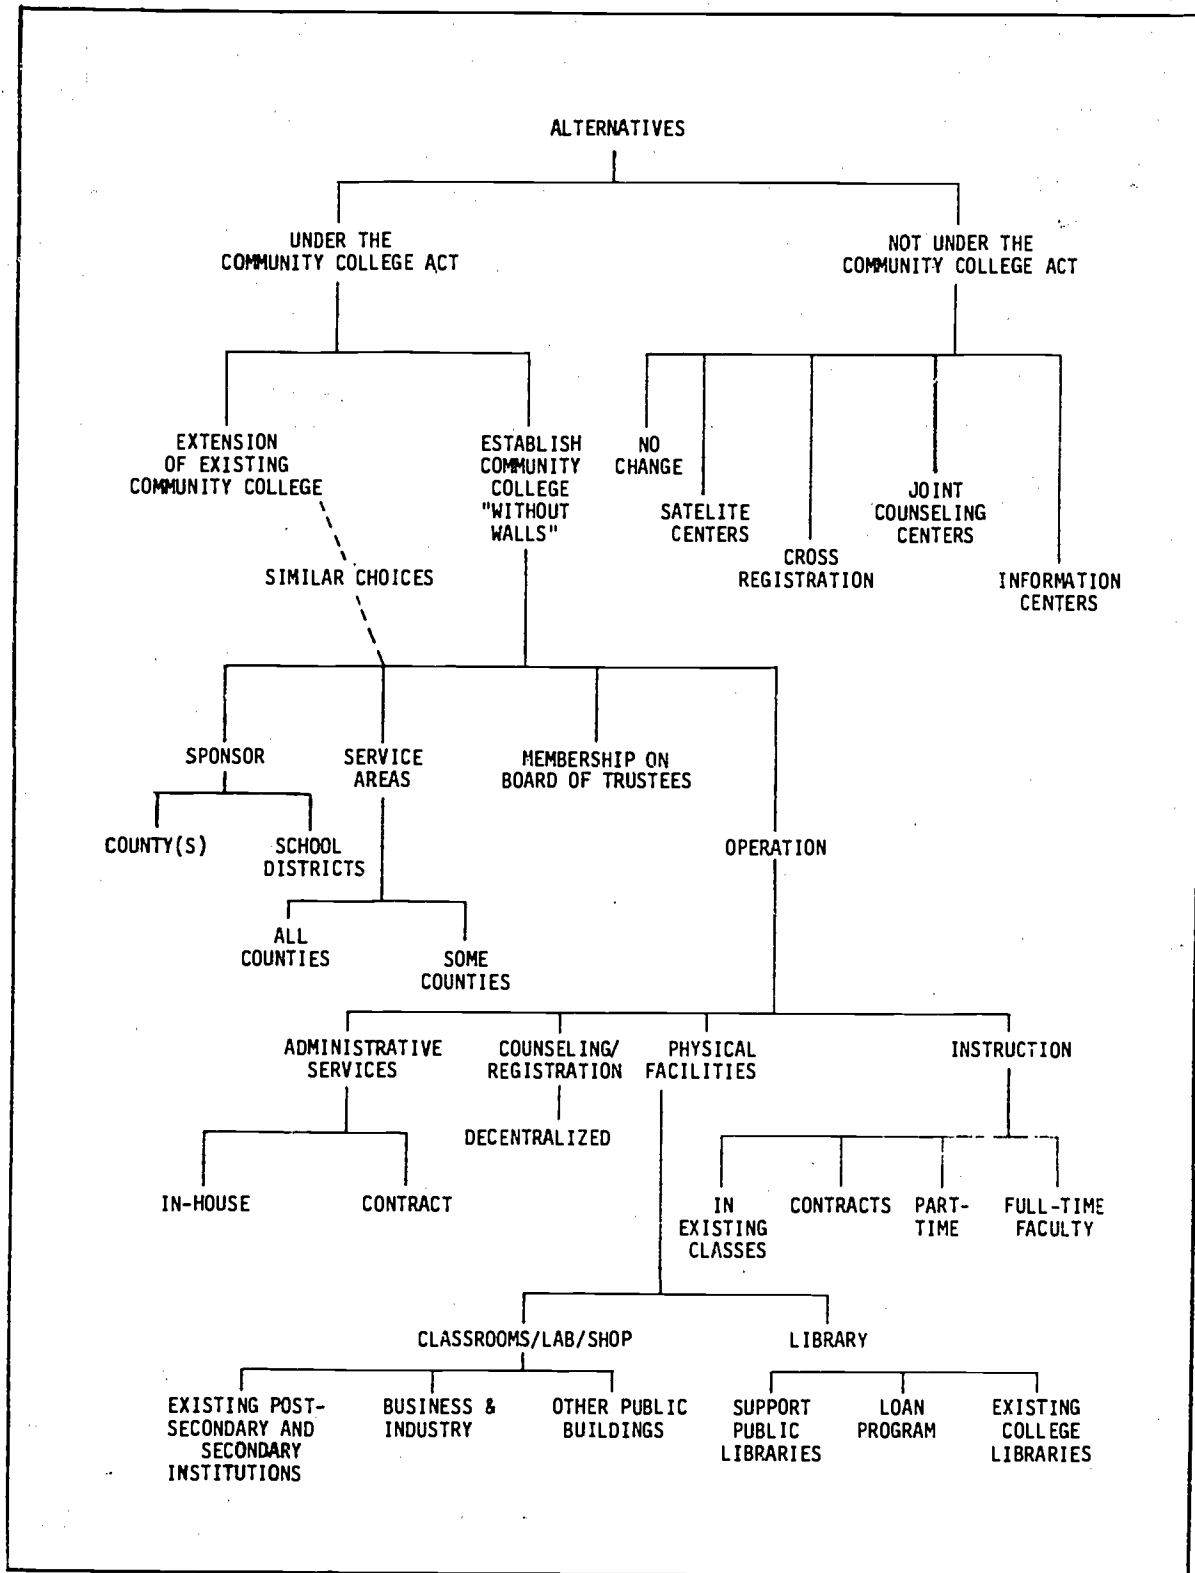 ALTERNATIVES
UNDER THE
COMMUNITY COLLEGE ACT
NOT UNDER THE
COMMUNITY COLLEGE ACT
EXTENSION
OF EXISTING
COMMUNITY COLLEGE
ESTABLISH
COMMUNITY
COLLEGE
"WITHOUT
WALLS"
NO
CHANGE
SATELITE
CENTERS
CROSS
REGISTRATION
JOINT
COUNSELING
CENTERS
INFORMATION
CENTERS
SIMILAR CHOICES
SPONSOR
SERVICE
AREAS
MEMBERSHIP ON
BOARD OF TRUSTEES
OPERATION
COUNTY(S)
SCHOOL
DISTRICTS
ALL
COUNTIES
SOME
COUNTIES
ADMINISTRATIVE
SERVICES
COUNSELING/
REGISTRATION
PHYSICAL
FACILITIES
INSTRUCTION
DECENTRALIZED
IN-HOUSE
CONTRACT
IN
EXISTING
CLASSES
CONTRACTS
PART-
TIME
FULL-TIME
FACULTY
CLASSROOMS/LAB/SHOP
LIBRARY
EXISTING POST-
SECONDARY AND
SECONDARY
INSTITUTIONS
BUSINESS &
INDUSTRY
OTHER PUBLIC
BUILDINGS
SUPPORT
PUBLIC
LIBRARIES
LOAN
PROGRAM
EXISTING
COLLEGE
LIBRARIES